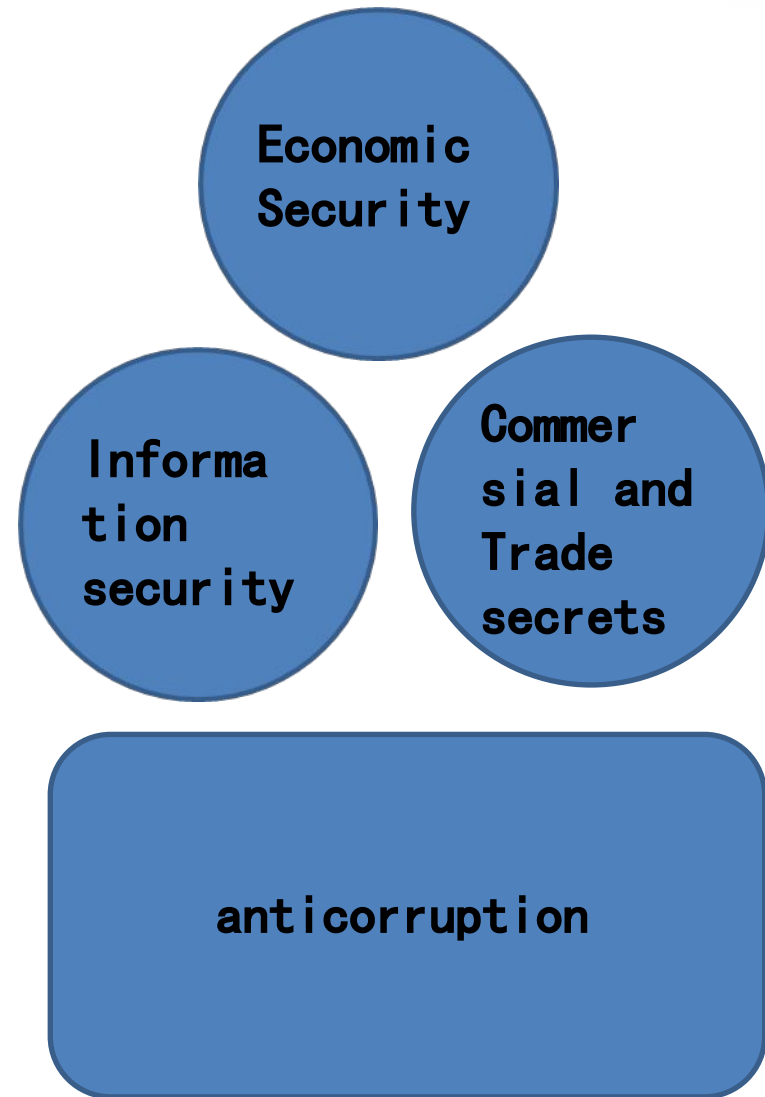 Economic
Security
Informa
tion
security
Commer
sial and
Trade
secrets
anticorruption